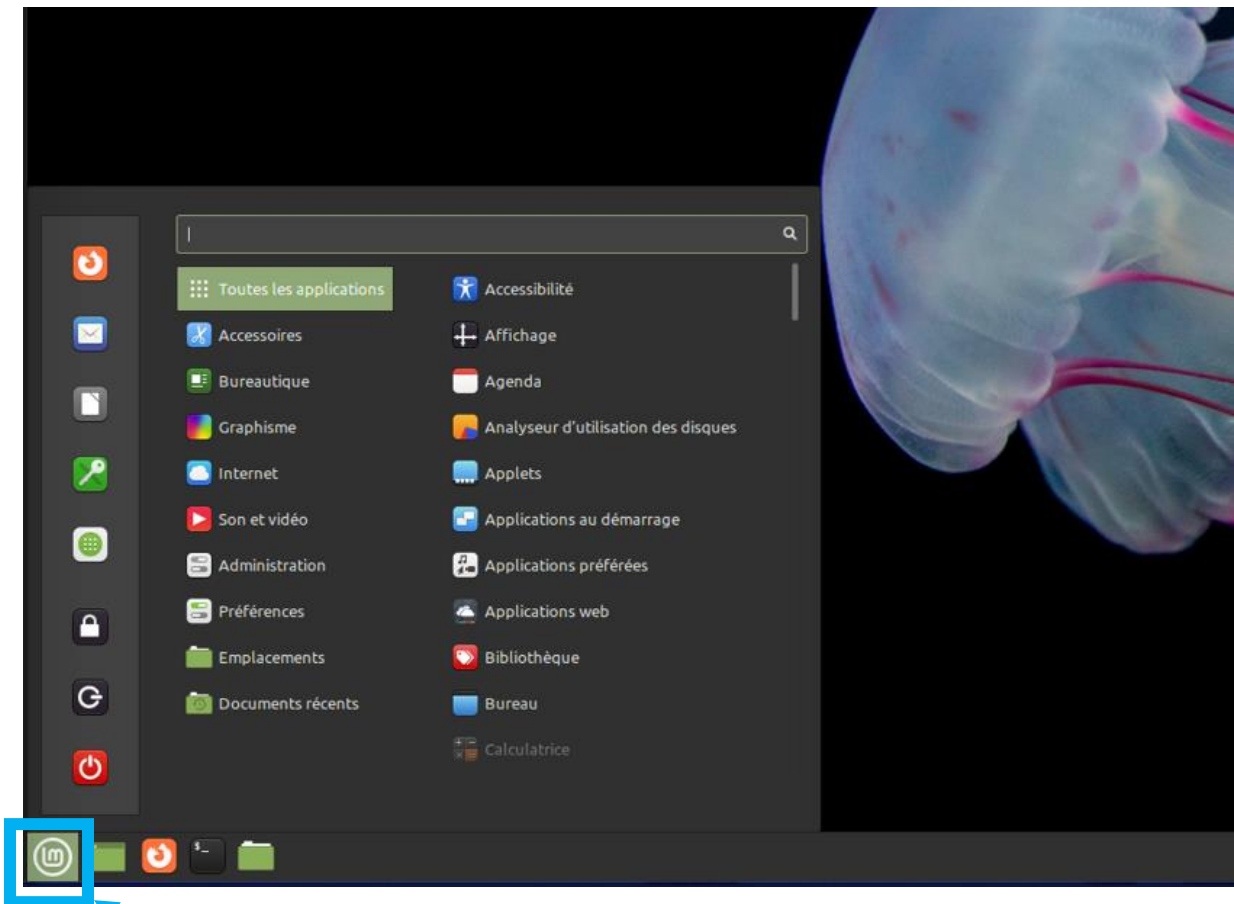 Toutes les applications
Accessoires
Bureautique
Graphisme
Internet
Son et vidéo
Administration
Préférences
Emplacements
Documents récents
Accessibilité
Affichage
Agenda
Analyseur d'utilisation des disques
Applets
Applications au démarrage
Applications préférées
Applications web
Bibliothèque
Bureau
Calculatrice
lm
$_